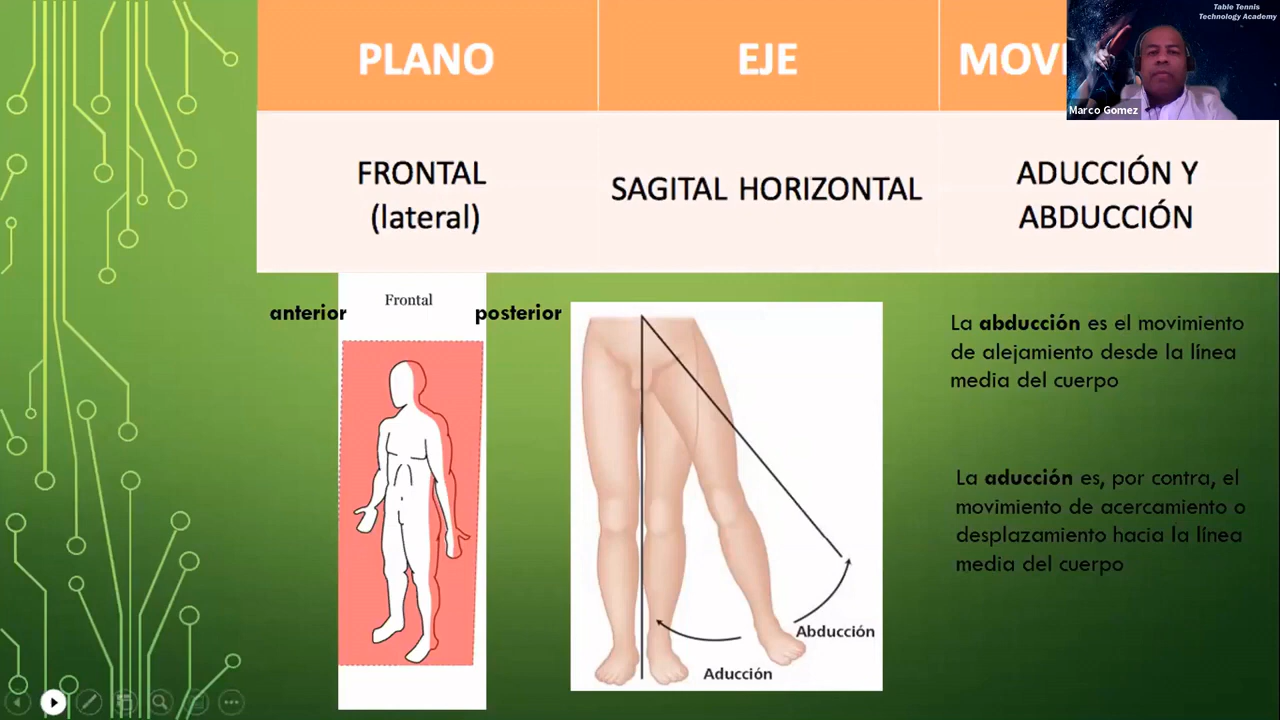 PLANO
EJE
MOVI
Table Tennis
Technology Academy
Marco Gomez
FRONTAL
(lateral)
SAGITAL HORIZONTAL
ADUCCIÓN Y
ABDUCCIÓN
anterior
Frontal
posterior
La abducción es el movimiento
de alejamiento desde la línea
media del cuerpo
La aducción es, por contra, el
movimiento de acercamiento o
desplazamiento hacia la línea
media del cuerpo
Abducción
Aducción